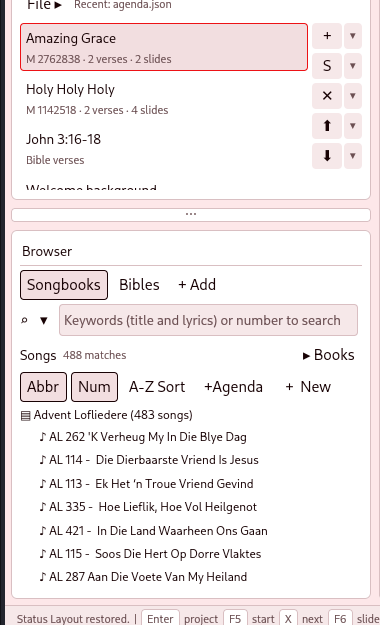 File ▸ Recent: agenda.json
Amazing Grace
M 2762838 · 2 verses · 2 slides
Holy Holy Holy
M 1142518 · 2 verses · 4 slides
John 3:16-18
Bible verses
Welcome background
+ ▾
S ▾
✕ ▾
⬆ ▾
⬇ ▾
...
Browser
Songbooks Bibles + Add
Keywords (title and lyrics) or number to search
Songs 488 matches ▸ Books
Abbr Num A-Z Sort +Agenda + New
Advent Lofliedere (483 songs)
♪ AL 262 'K Verheug My In Die Blye Dag
♪ AL 114 - Die Dierbaarste Vriend Is Jesus
♪ AL 113 - Ek Het 'n Troue Vriend Gevind
♪ AL 335 - Hoe Lieflik, Hoe Vol Heilgenot
♪ AL 421 - In Die Land Waarheen Ons Gaan
♪ AL 115 - Soos Die Hert Op Dorre Vlaktes
♪ AL 287 Aan Die Voete Van My Heiland
Status Layout restored. | Enter project F5 start X next F6 slide